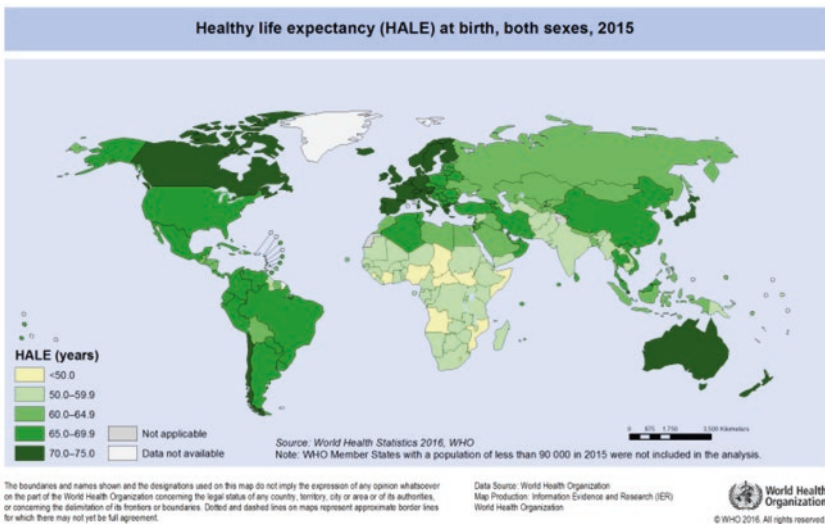 Healthy life expectancy (HALE) at birth, both sexes, 2015
HALE (years)
<50.0
50.0–59.9
60.0–64.9
65.0–69.9
70.0–75.0
Not applicable
Data not available
0 875 1,750 3,500 Kilometers
Source: World Health Statistics 2016, WHO
Note: WHO Member States with a population of less than 90 000 in 2015 were not included in the analysis.
The boundaries and names shown and the designations used on this map do not imply the expression of any opinion whatsoever
on the part of the World Health Organization concerning the legal status of any country, territory, city or area or of its authorities,
or concerning the delimitation of its frontiers or boundaries. Dotted and dashed lines on maps represent approximate border lines
for which there may not yet be full agreement.
Data Source: World Health Organization
Map Production: Information Evidence and Research (IER)
World Health Organization
World Health
Organization
© WHO 2016. All rights reserved.